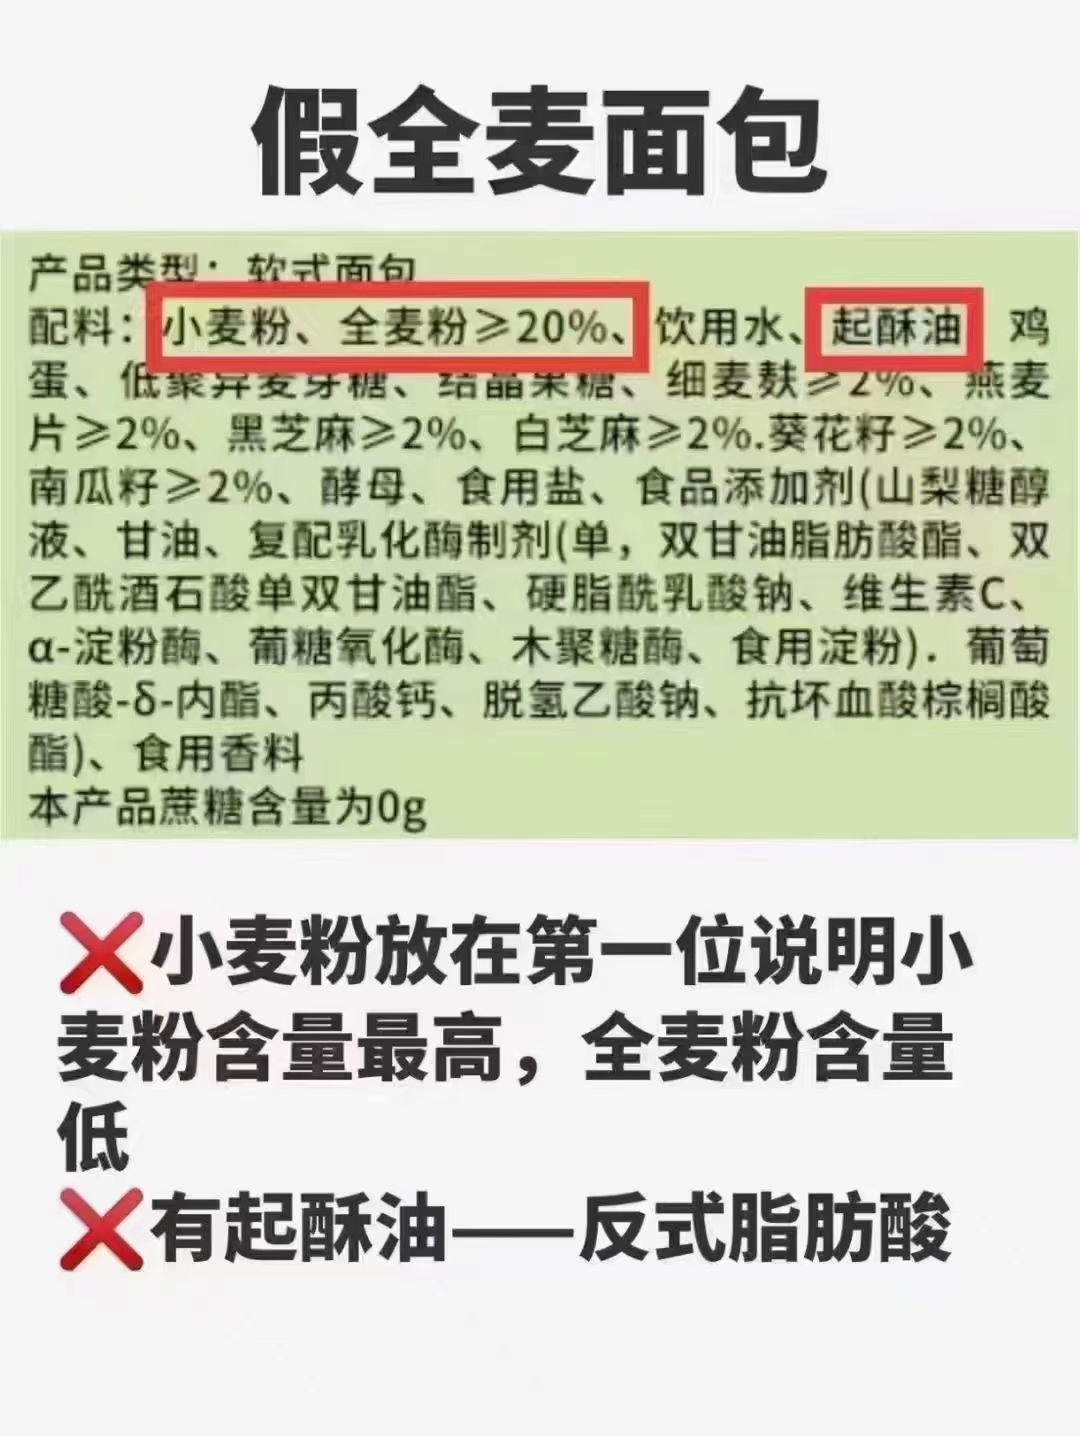 假全麦面包
产品类型：软式面包
配料：小麦粉、全麦粉≥20%、饮用水、起酥油 鸡
蛋、低聚异麦芽糖、结晶果糖、细麦麸≥2%、燕麦
片≥2%、黑芝麻≥2%、白芝麻≥2%.葵花籽≥2%、
南瓜籽≥2%、酵母、食用盐、食品添加剂(山梨糖醇
液、甘油、复配乳化酶制剂(单，双甘油脂肪酸酯、双
乙酰酒石酸单双甘油酯、硬脂酰乳酸钠、维生素C、
α-淀粉酶、葡糖氧化酶、木聚糖酶、食用淀粉)．葡萄
糖酸-δ-内酯、丙酸钙、脱氢乙酸钠、抗坏血酸棕榈酸
酯)、食用香料
本产品蔗糖含量为0g
❌小麦粉放在第一位说明小
麦粉含量最高，全麦粉含量
低
❌有起酥油——反式脂肪酸